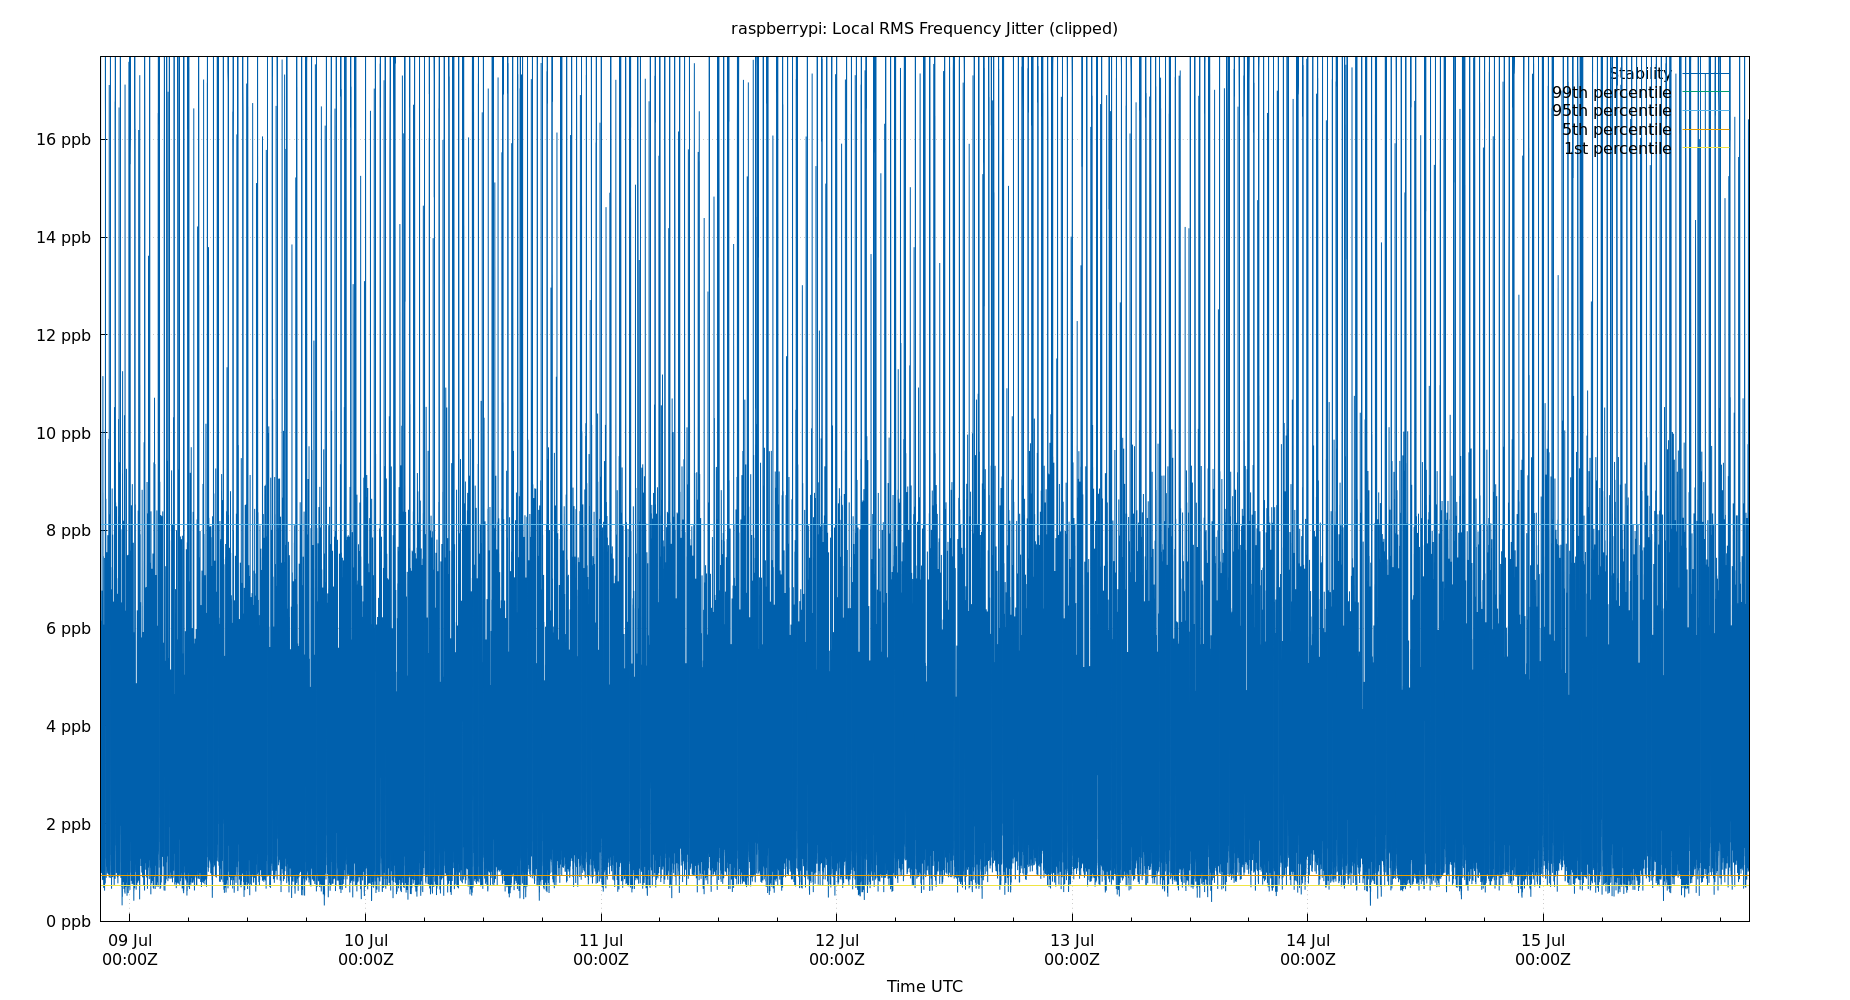 raspberrypi: Local RMS Frequency Jitter (clipped)
Stability
99th percentile
95th percentile
5th percentile
1st percentile
16 ppb
14 ppb
12 ppb
10 ppb
8 ppb
6 ppb
4 ppb
2 ppb
0 ppb
09 Jul 10 Jul 11 Jul 12 Jul 13 Jul 14 Jul 15 Jul
00:00Z 00:00Z 00:00Z 00:00Z 00:00Z 00:00Z 00:00Z
Time UTC